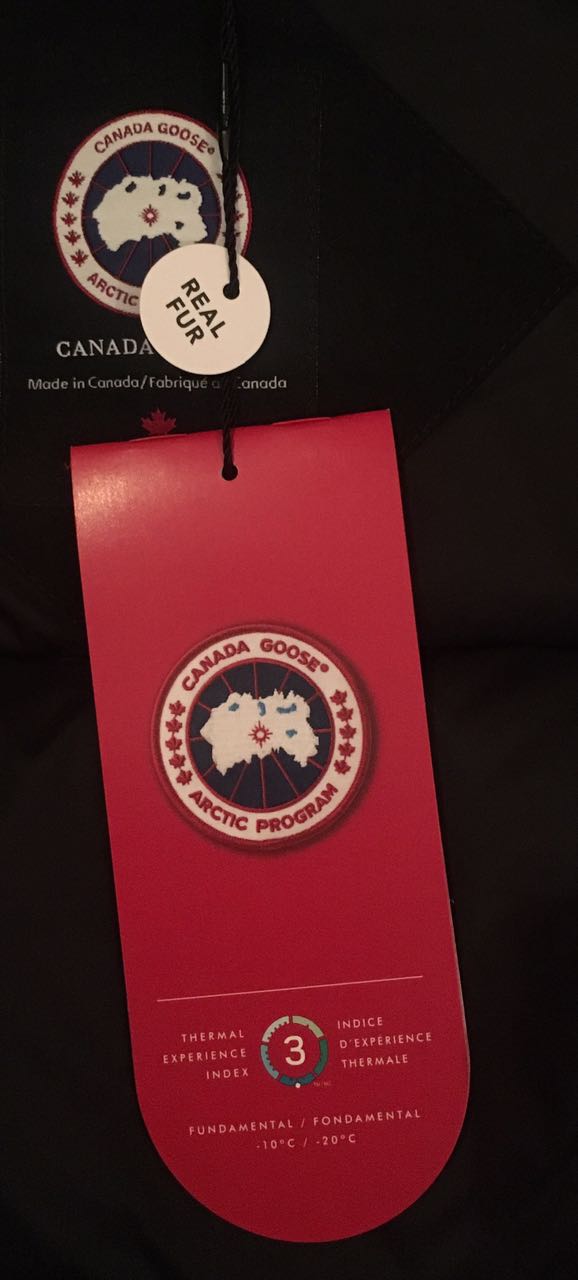 CANADA GOOSE®
ARCTIC
REAL
FUR
CANADA
Made in Canada/Fabriqué Canada
CANADA GOOSE®
ARCTIC PROGRAM
THERMAL
EXPERIENCE
INDEX
3
INDICE
D'EXPÉRIENCE
THERMALE
FUNDAMENTAL / FONDAMENTAL
-10°C / -20°C